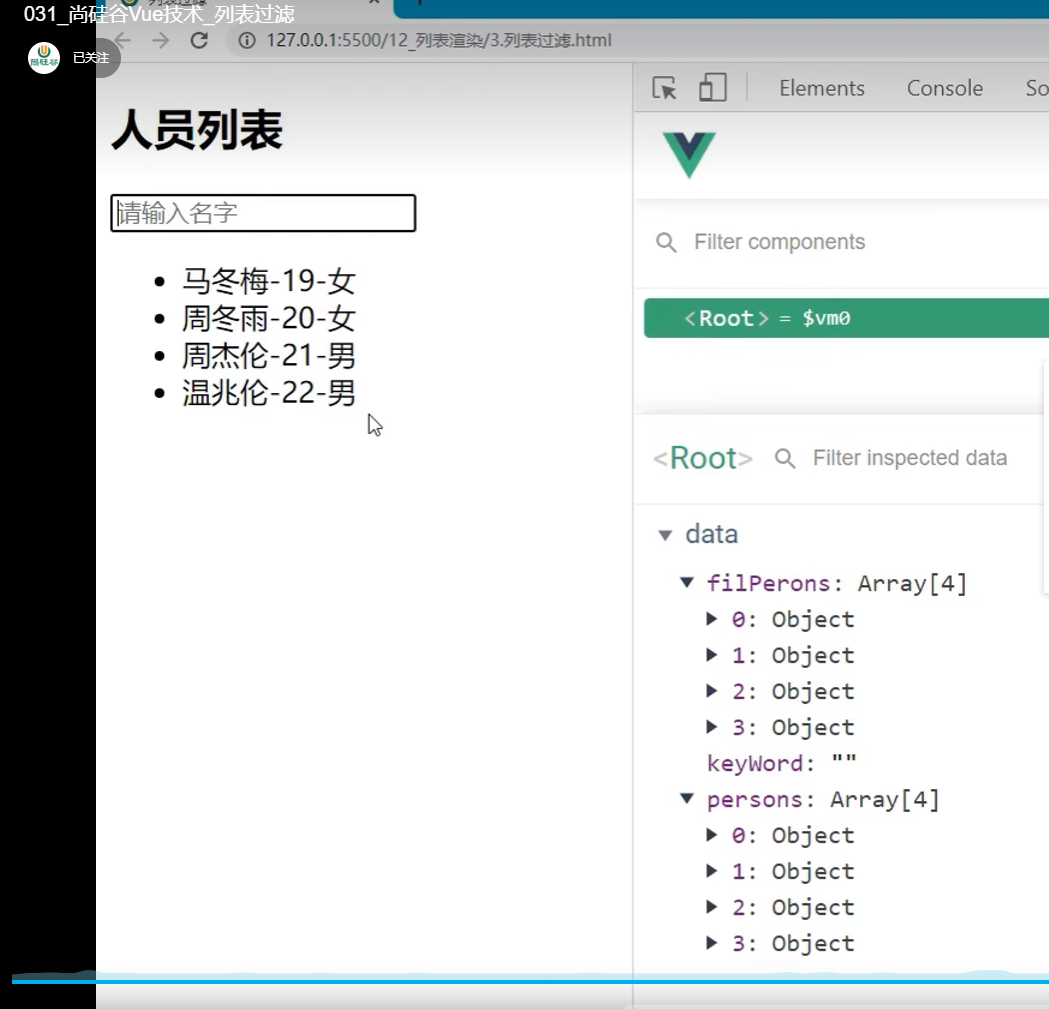 031_尚硅谷Vue技术_列表过滤
已关注
127.0.0.1:5500/12_列表渲染/3.列表过滤.html
人员列表
请输入名字
马冬梅-19-女
周冬雨-20-女
周杰伦-21-男
温兆伦-22-男
Elements Console So
Filter components
<Root> = $vm0
<Root> Filter inspected data
data
filPerons: Array[4]
0: Object
1: Object
2: Object
3: Object
keyWord: ""
persons: Array[4]
0: Object
1: Object
2: Object
3: Object